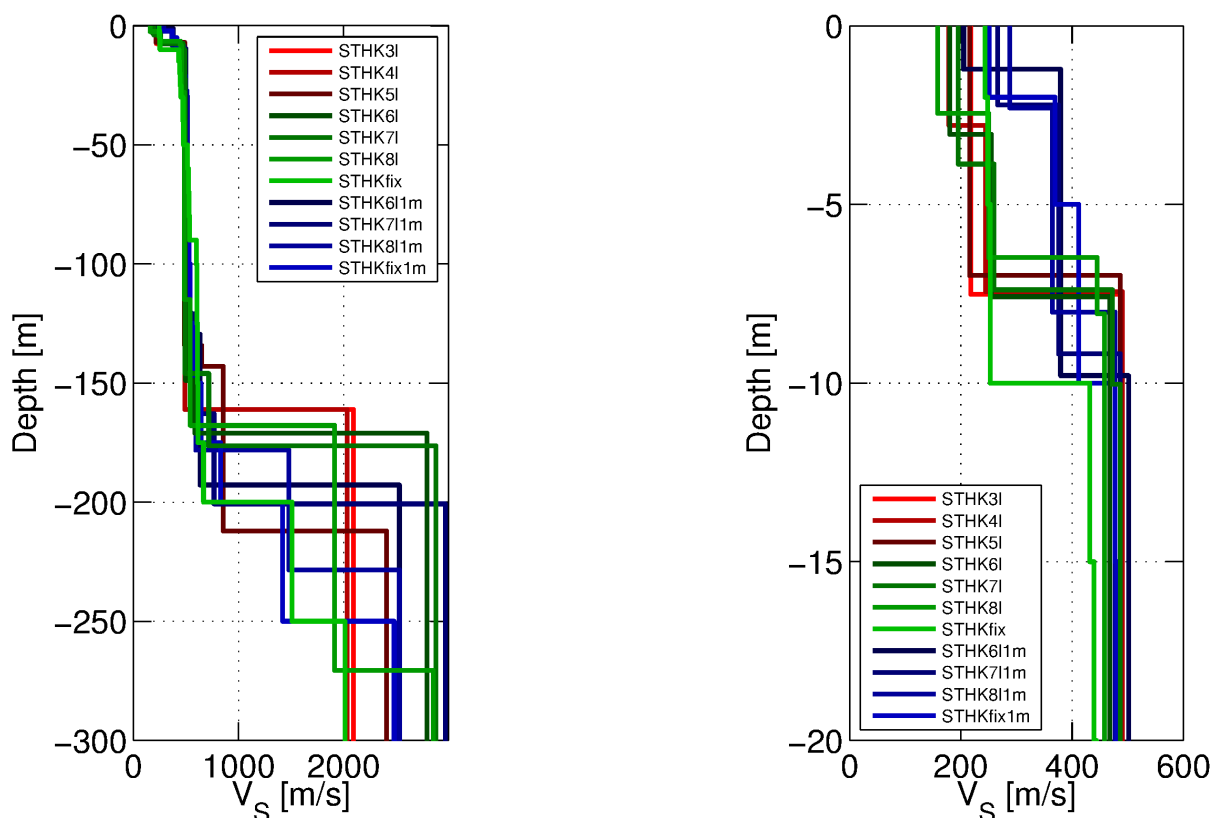 0
−50
−100
−150
−200
−250
−300
Depth [m]
0
1000
2000
V_S [m/s]
STHK3l
STHK4l
STHK5l
STHK6l
STHK7l
STHK8l
STHKfix
STHK6l1m
STHK7l1m
STHK8l1m
STHKfix1m
0
−5
−10
−15
−20
Depth [m]
0
200
400
600
V_S [m/s]
STHK3l
STHK4l
STHK5l
STHK6l
STHK7l
STHK8l
STHKfix
STHK6l1m
STHK7l1m
STHK8l1m
STHKfix1m